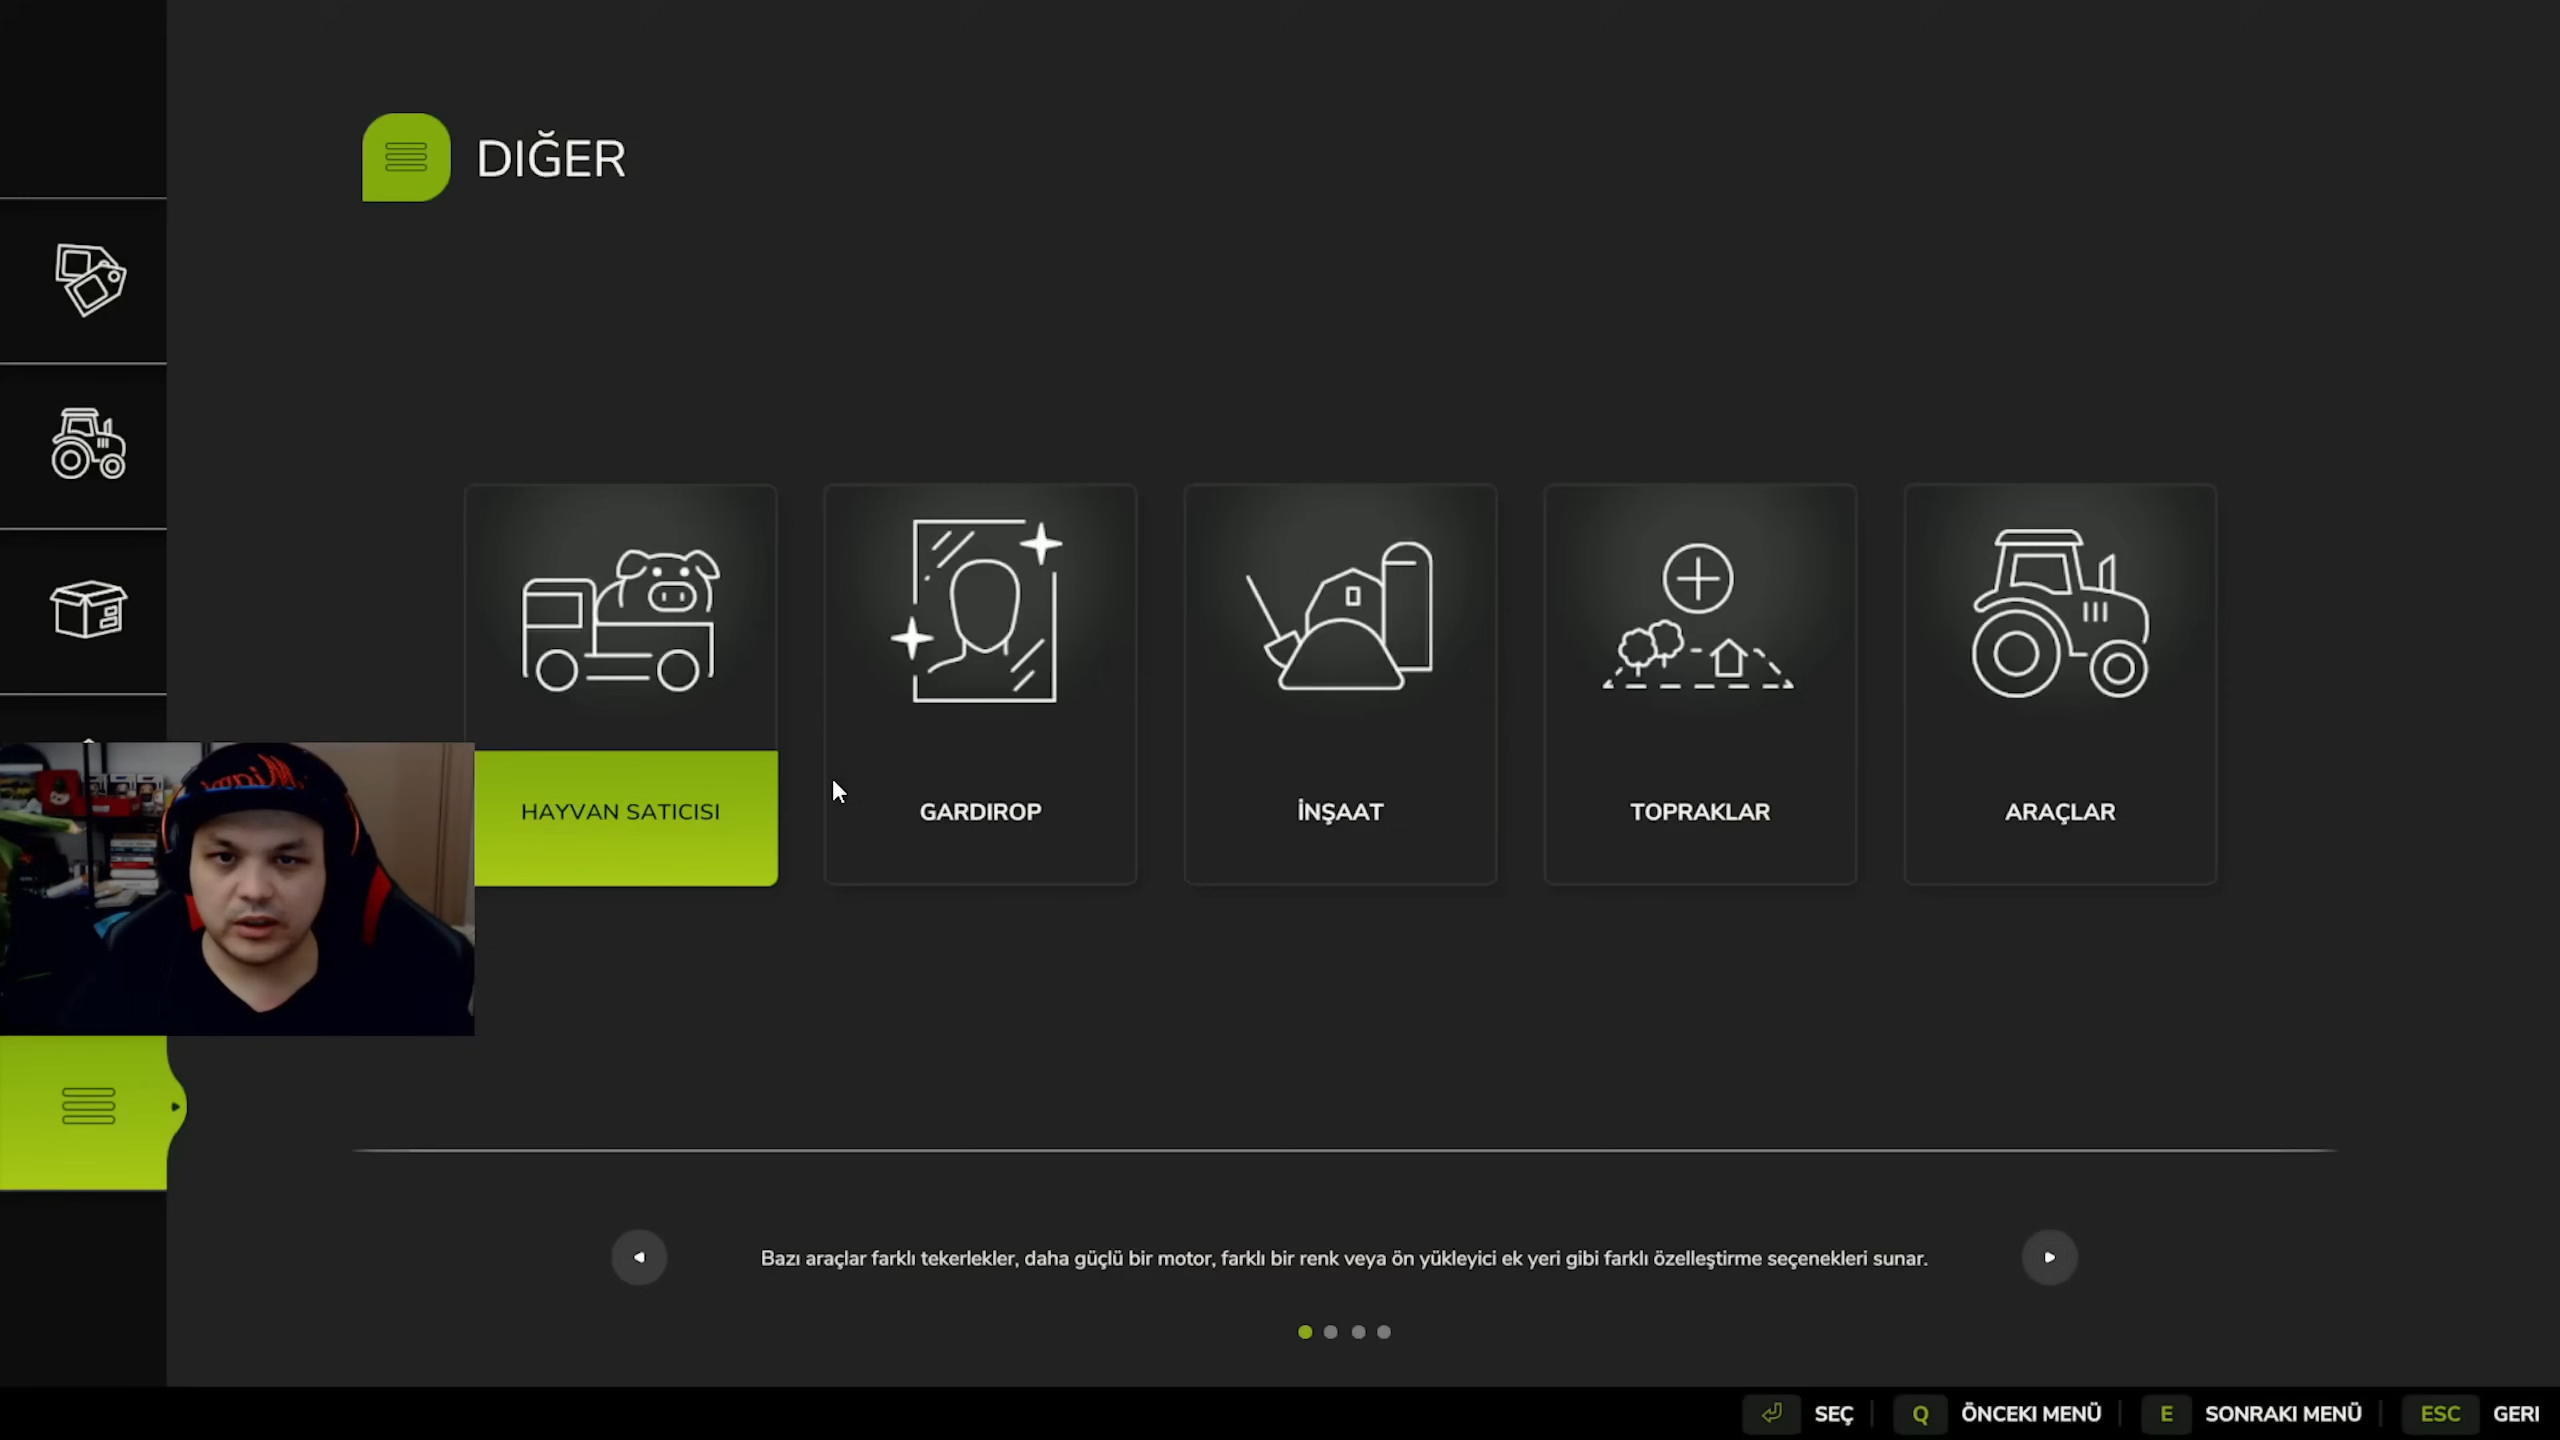 DIĞER
HAYVAN SATICISI
GARDIROP
İNŞAAT
TOPRAKLAR
ARAÇLAR
Bazı araçlar farklı tekerlekler, daha güçlü bir motor, farklı bir renk veya ön yükleyici ek yeri gibi farklı özelleştirme seçenekleri sunar.
SEÇ Q ÖNCEKI MENÜ E SONRAKI MENÜ ESC GERI